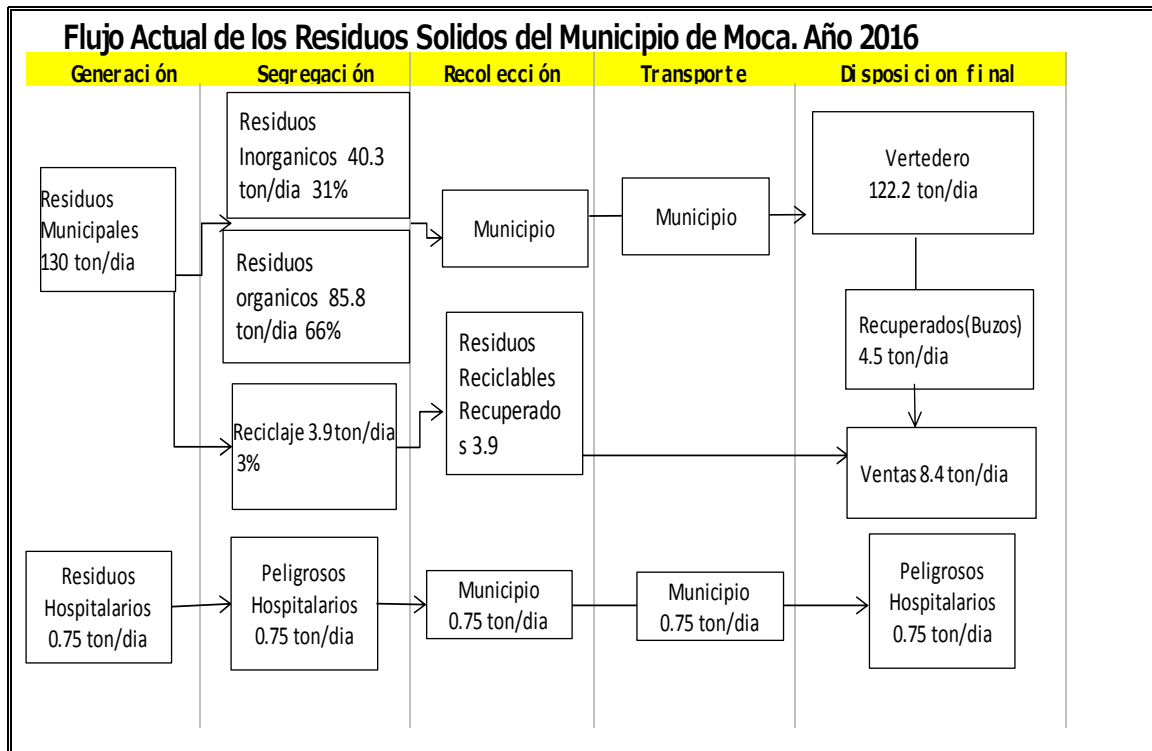 Flujo Actual de los Residuos Solidos del Municipio de Moca. Año 2016
Generación
Segregación
Recolección
Transporte
Disposicion final
Residuos
Municipales
130 ton/dia
Residuos
Inorganicos 40.3
ton/dia 31%
Residuos
organicos 85.8
ton/dia 66%
Reciclaje 3.9 ton/dia
3%
Municipio
Residuos
Reciclables
Recuperado
s 3.9
Municipio
Vertedero
122.2 ton/dia
Recuperados(Buzos)
4.5 ton/dia
Ventas 8.4 ton/dia
Residuos
Hospitalarios
0.75 ton/dia
Peligrosos
Hospitalarios
0.75 ton/dia
Municipio
0.75 ton/dia
Municipio
0.75 ton/dia
Peligrosos
Hospitalarios
0.75 ton/dia